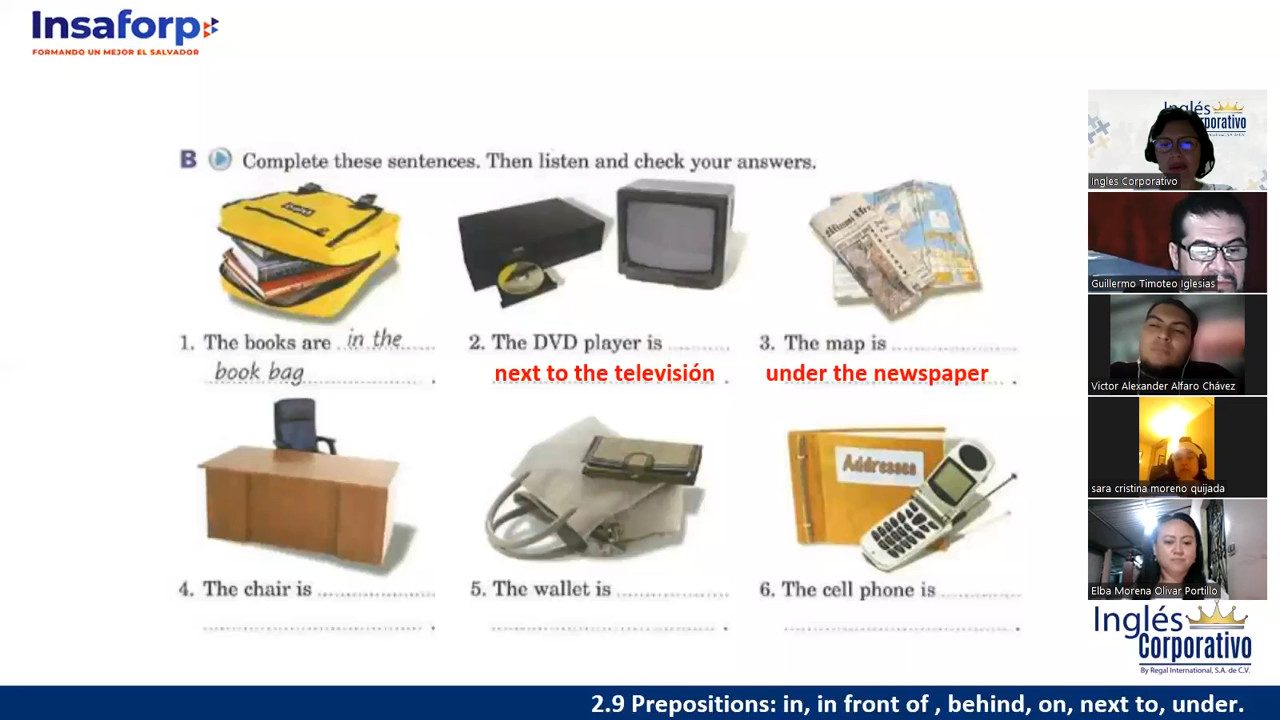 Insaforp
FORMANDO UN MEJOR EL SALVADOR
B Complete these sentences. Then listen and check your answers.
1. The books are in the
book bag.
2. The DVD player is
next to the televisión.
3. The map is
under the newspaper.
Addresses
4. The chair is
5. The wallet is
6. The cell phone is
Inglés
Corporativo
Ingles Corporativo
Guillermo Timoteo Iglesias
Victor Alexander Alfaro Chávez
sara cristina moreno quijada
Elba Morena Olivar Portillo
Inglés
Corporativo
By Regal International, S.A. de C.V.
2.9 Prepositions: in, in front of , behind, on, next to, under.